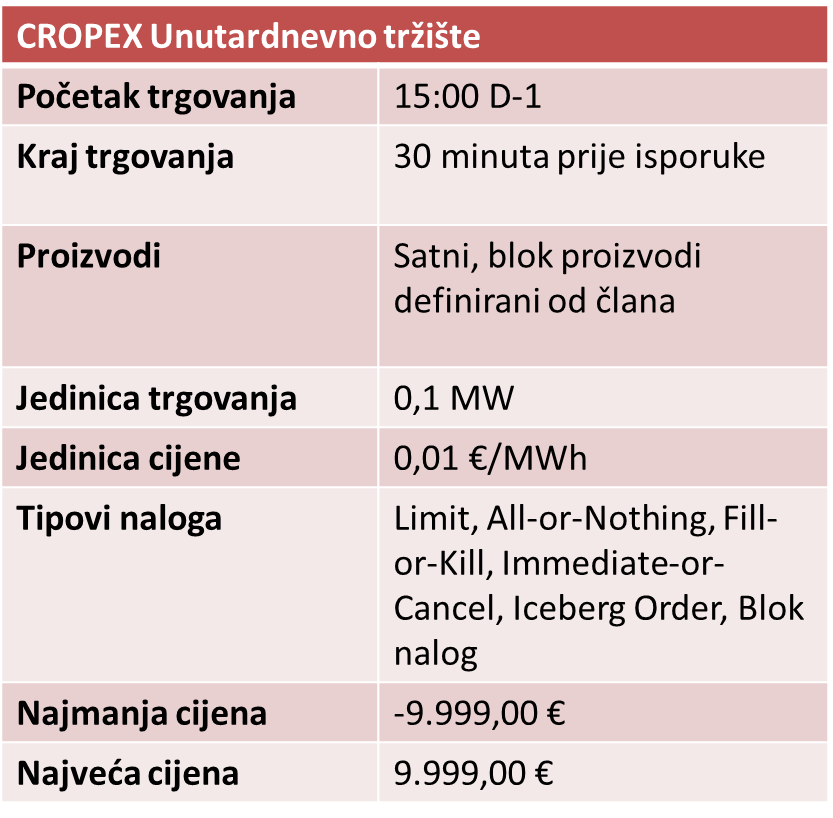 CROPEX Unutardnevno tržište
Početak trgovanja
15:00 D-1
Kraj trgovanja
30 minuta prije isporuke
Proizvodi
Satni, blok proizvodi
definirani od člana
Jedinica trgovanja
0,1 MW
Jedinica cijene
0,01 €/MWh
Tipovi naloga
Limit, All-or-Nothing, Fill-
or-Kill, Immediate-or-
Cancel, Iceberg Order, Blok
nalog
Najmanja cijena
-9.999,00 €
Najveća cijena
9.999,00 €